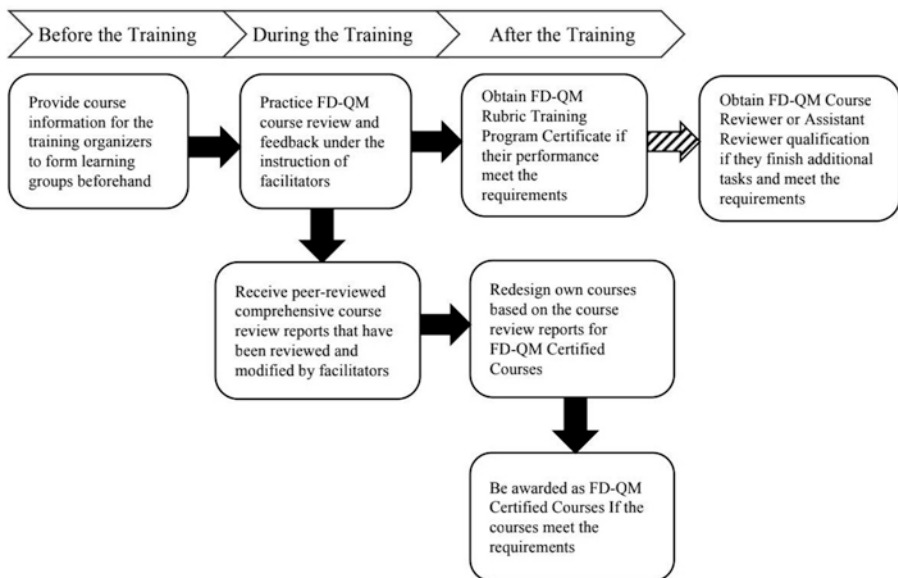 Before the Training
During the Training
After the Training
Provide course
information for the
training organizers
to form learning
groups beforehand
Practice FD-QM
course review and
feedback under the
instruction of
facilitators
Obtain FD-QM
Rubric Training
Program Certificate if
their performance
meet the
requirements
Obtain FD-QM Course
Reviewer or Assistant
Reviewer qualification
if they finish additional
tasks and meet the
requirements
Receive peer-reviewed
comprehensive course
review reports that have
been reviewed and
modified by facilitators
Redesign own courses
based on the course
review reports for
FD-QM Certified
Courses
Be awarded as FD-QM
Certified Courses If the
courses meet the
requirements